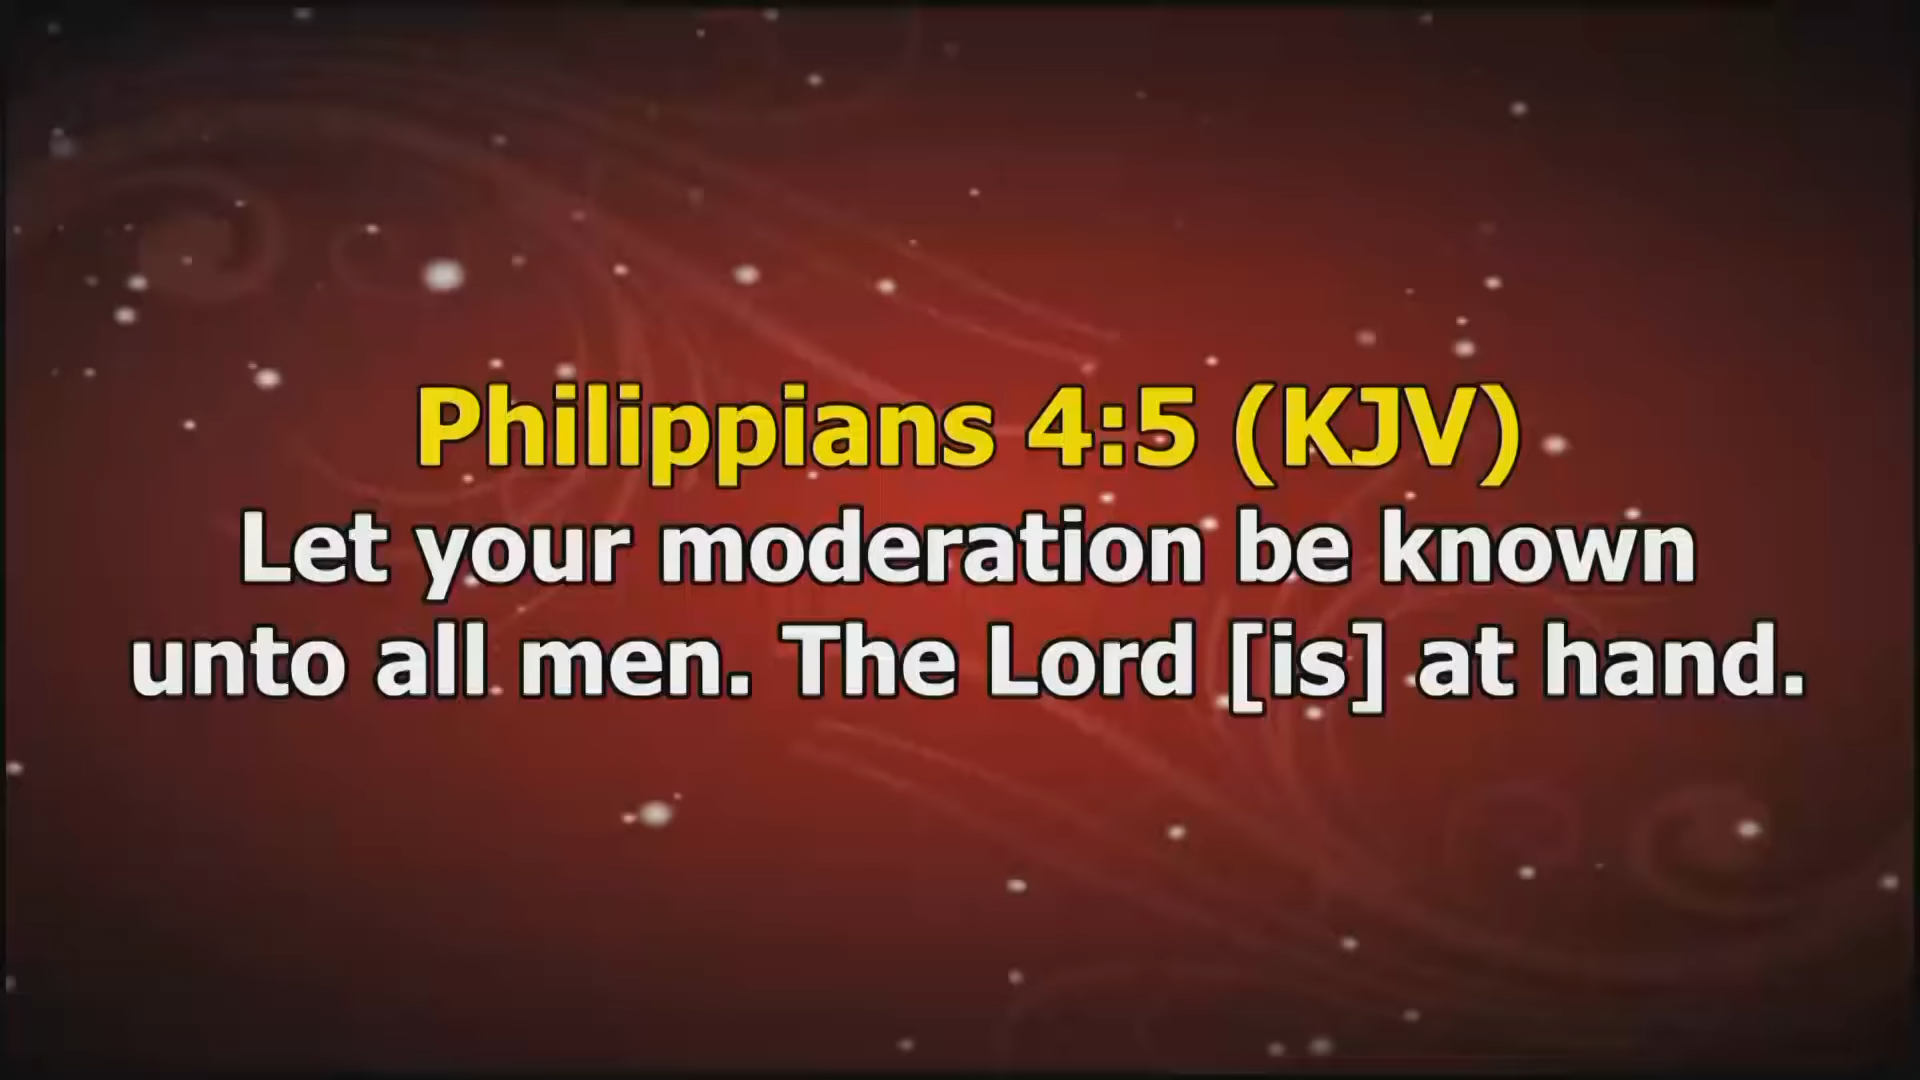 Philippians 4:5 (KJV)
Let your moderation be known
unto all men. The Lord [is] at hand.